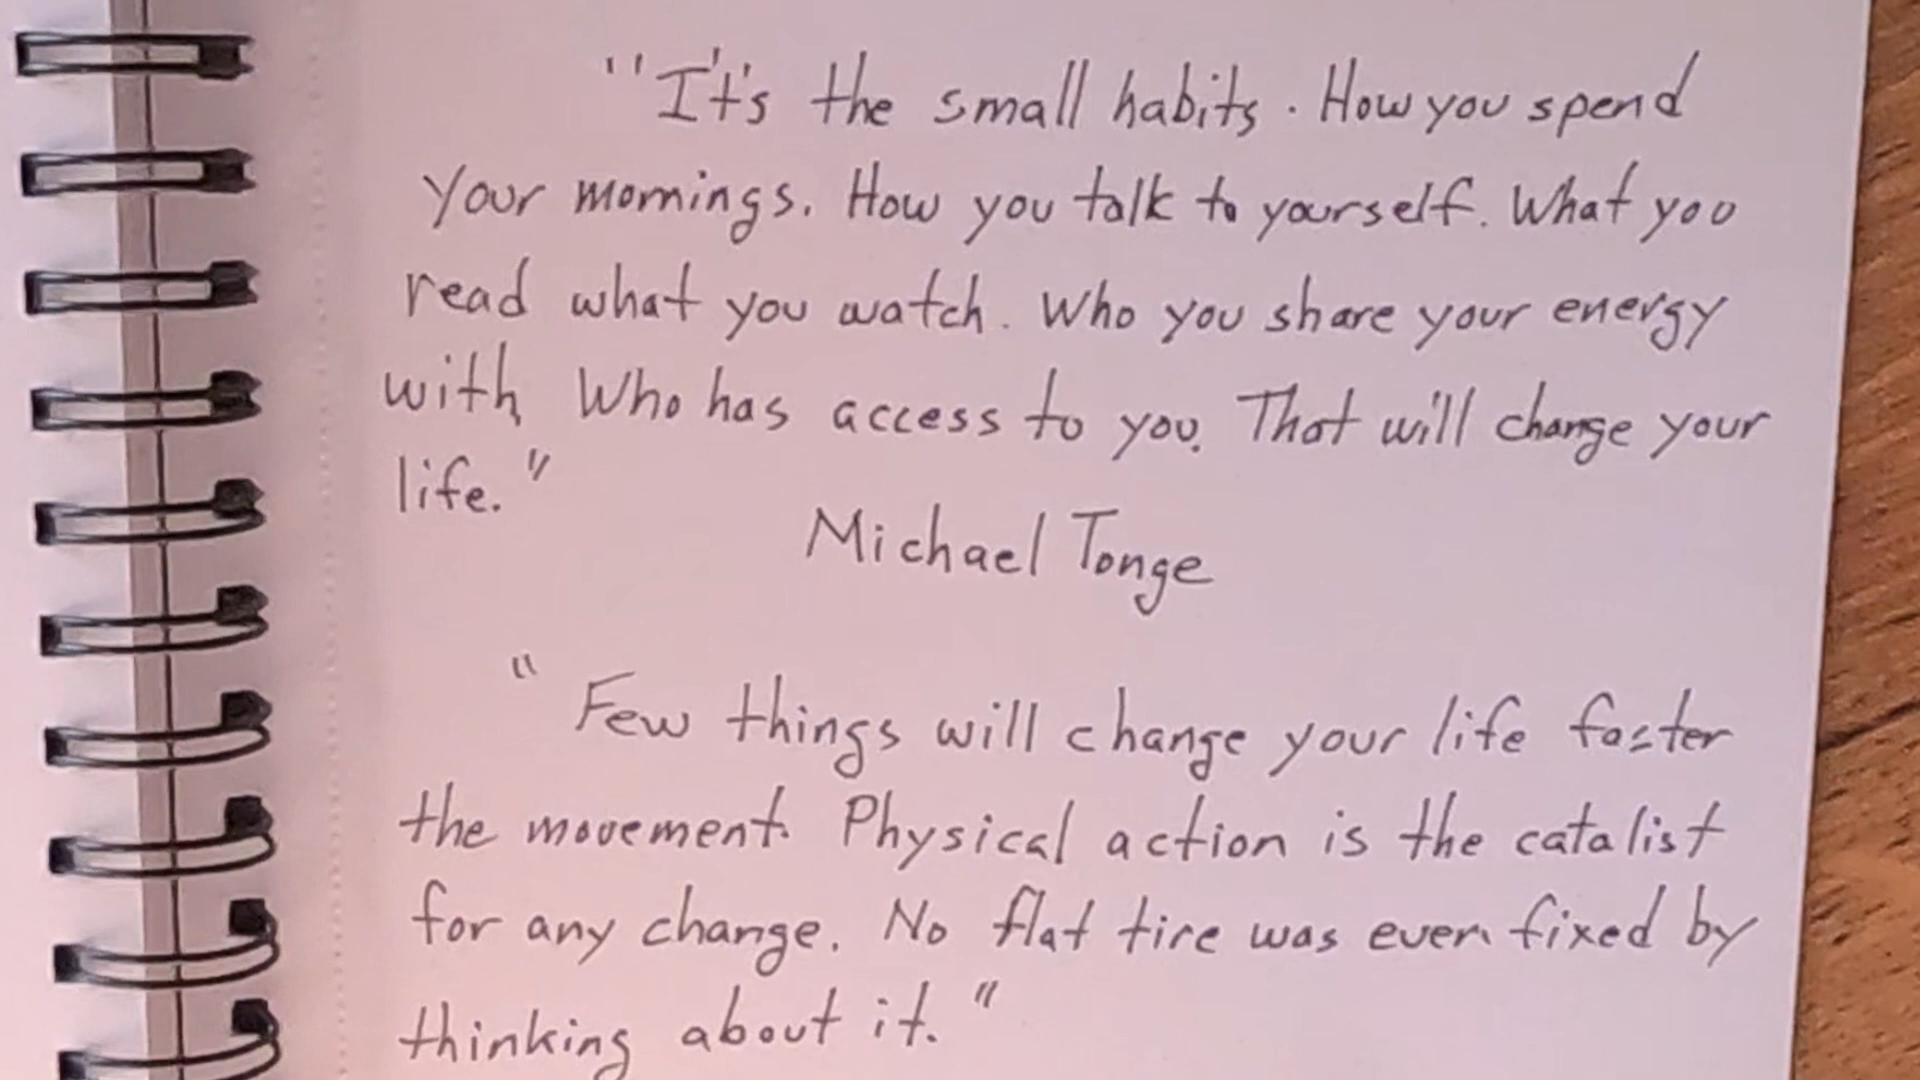 "It's the small habits. How you spend
your mornings. How you talk to yourself. What you
read what you watch. Who you share your energy
with, Who has access to you. That will change your
life."
Michael Tonge
"Few things will change your life faster
the movement. Physical action is the catalist
for any change. No flat tire was ever fixed by
thinking about it."